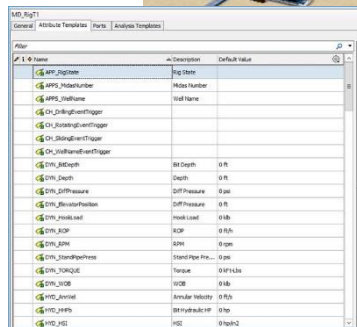 MD_RigT1
General Attribute Templates Ports Analysis Templates
Filter
Name Description Default Value
APP_RigState Rig State
APPS_MidasNumber Midas Number
APPS_WellName Well Name
CH_DrillingEventTrigger
CH_RotatingEventTrigger
CH_SlidingEventTrigger
CH_WellNameEventTrigger
DYN_BitDepth Bit Depth 0 ft
DYN_Depth Depth 0 ft
DYN_DiffPressure Diff Pressure 0 psi
DYN_ElevatorPosition Diff Pressure 0 ft
DYN_HookLoad Hook Load 0 klb
DYN_ROP ROP 0 ft/h
DYN_RPM RPM 0 rpm
DYN_StandPipePress Stand Pipe Pre... 0 psi
DYN_TORQUE Torque 0 kFt-Lbs
DYN_WOB WOB 0 klb
HYD_AnnVel Annular Velocity 0 ft/s
HYD_HHPb Bit Hydraulic HP 0 hp
HYD_HSI HSI 0 hp/in2